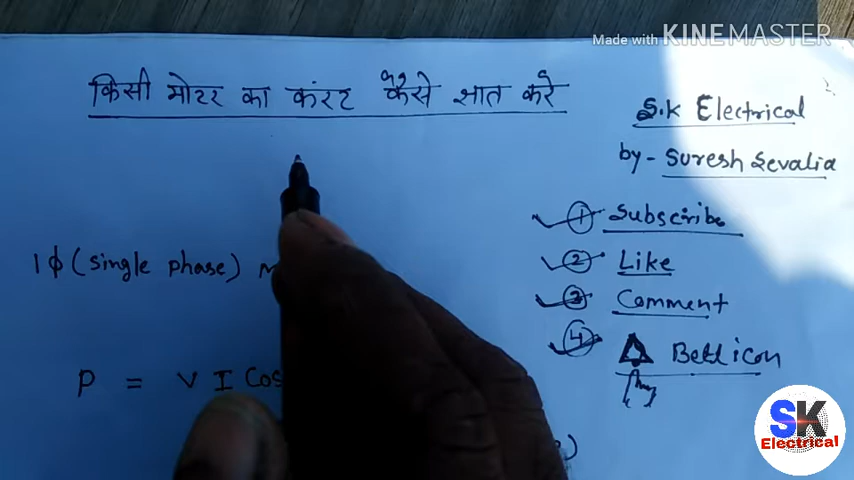 Made with KINEMASTER
किसी मोटर का करंट कैसे ज्ञात करे
S.K Electrical
by- Suresh Sevalia
1 Subscribe
2 Like
3 Comment
4 Bell icon
1 ϕ (single phase)
P = V I Cos
SK
Electrical